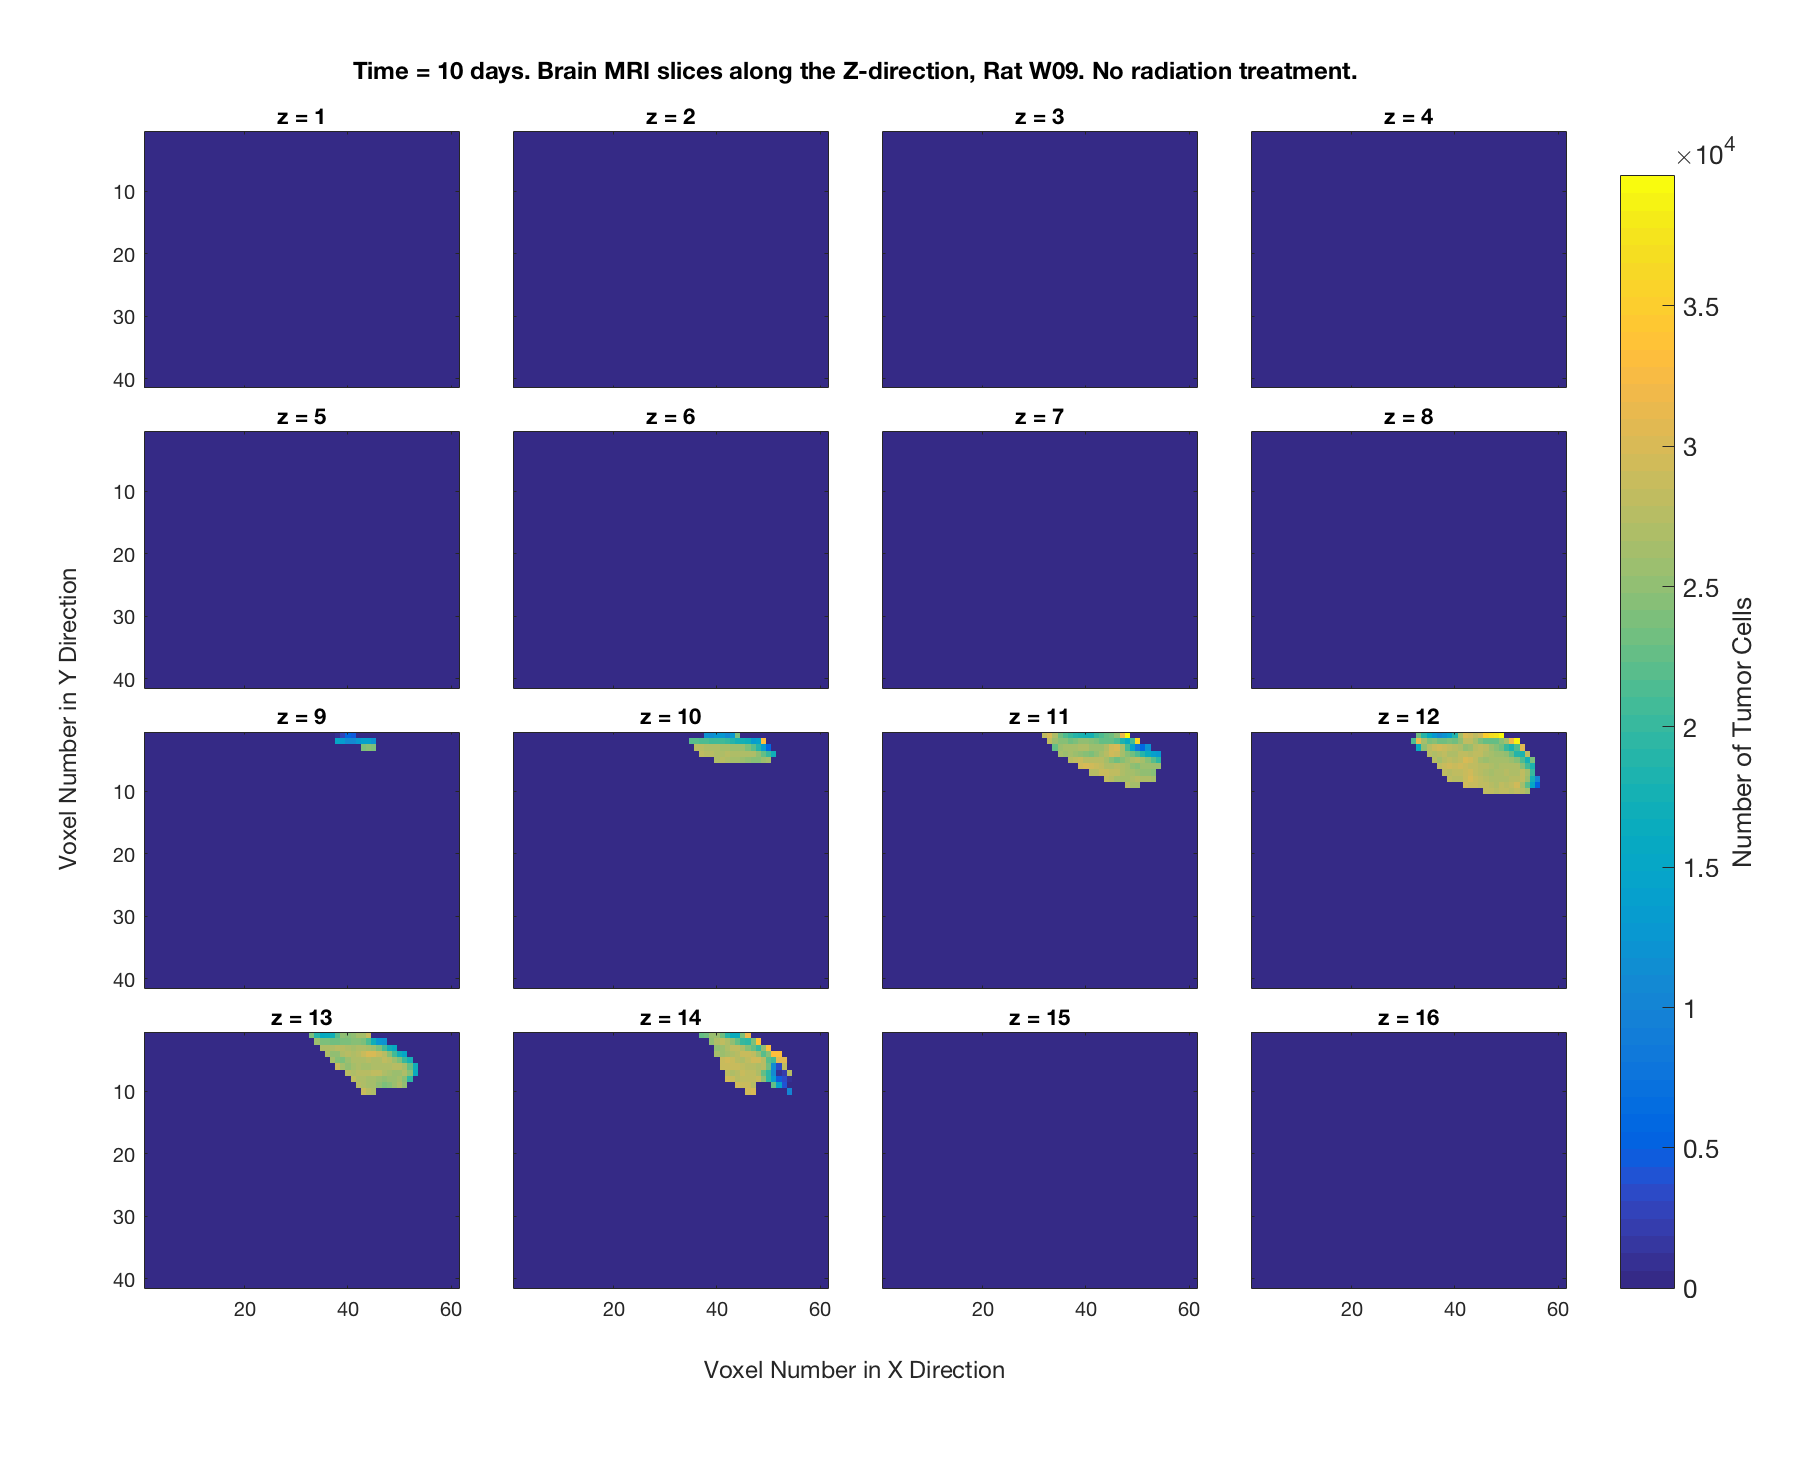 Time = 10 days. Brain MRI slices along the Z-direction, Rat W09. No radiation treatment.
z = 1
z = 2
z = 3
z = 4
10
20
30
40
z = 5
z = 6
z = 7
z = 8
10
20
30
40
z = 9
z = 10
z = 11
z = 12
10
20
30
40
z = 13
z = 14
z = 15
z = 16
10
20
30
40
20 40 60
20 40 60
20 40 60
20 40 60
Voxel Number in Y Direction
Voxel Number in X Direction
×10⁴
3.5
3
2.5
2
1.5
1
0.5
0
Number of Tumor Cells